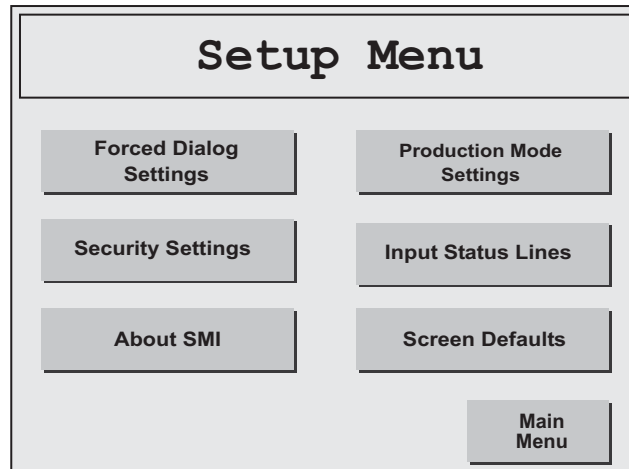 Setup Menu
Forced Dialog
Settings
Production Mode
Settings
Security Settings
Input Status Lines
About SMI
Screen Defaults
Main
Menu